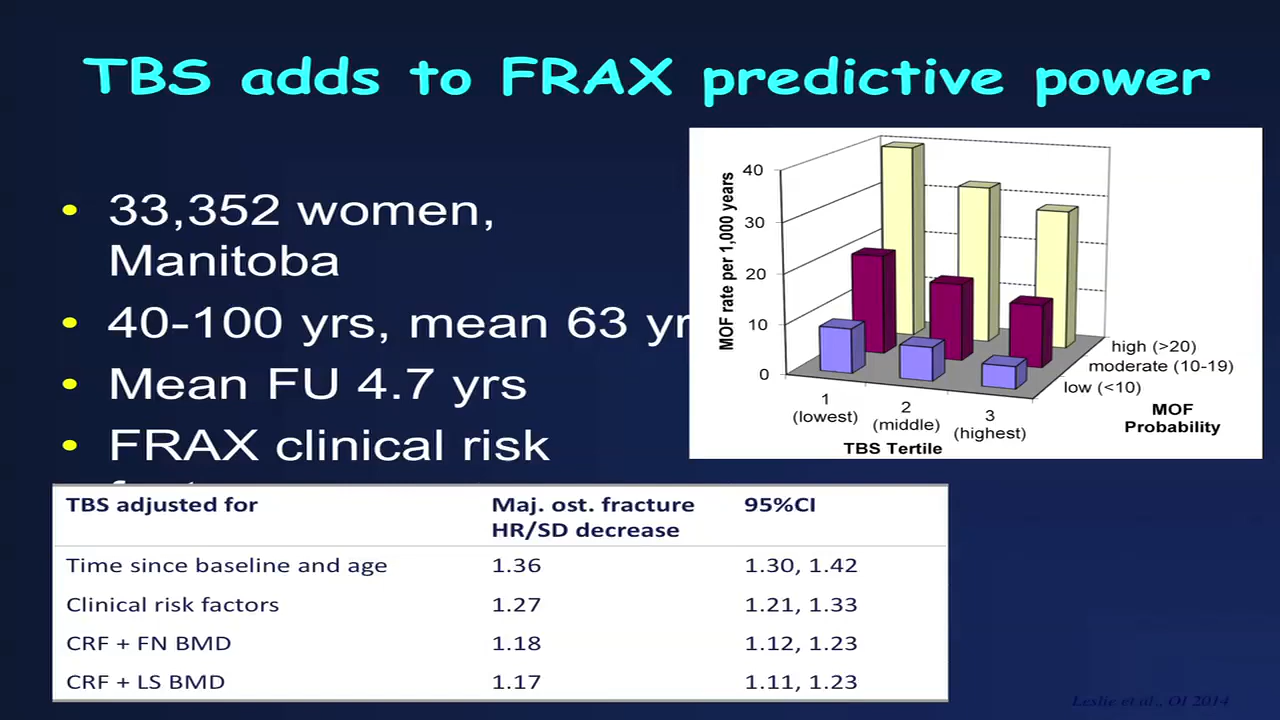 TBS adds to FRAX predictive power
• 33,352 women,
Manitoba
• 40-100 yrs, mean 63 yr
• Mean FU 4.7 yrs
• FRAX clinical risk
MOF rate per 1,000 years
40
30
20
10
0
1
(lowest)
2
(middle)
3
(highest)
TBS Tertile
high (>20)
moderate (10-19)
low (<10)
MOF
Probability
TBS adjusted for Maj. ost. fracture 95%CI
HR/SD decrease
Time since baseline and age 1.36 1.30, 1.42
Clinical risk factors 1.27 1.21, 1.33
CRF + FN BMD 1.18 1.12, 1.23
CRF + LS BMD 1.17 1.11, 1.23
Leslie et al., OI 2014